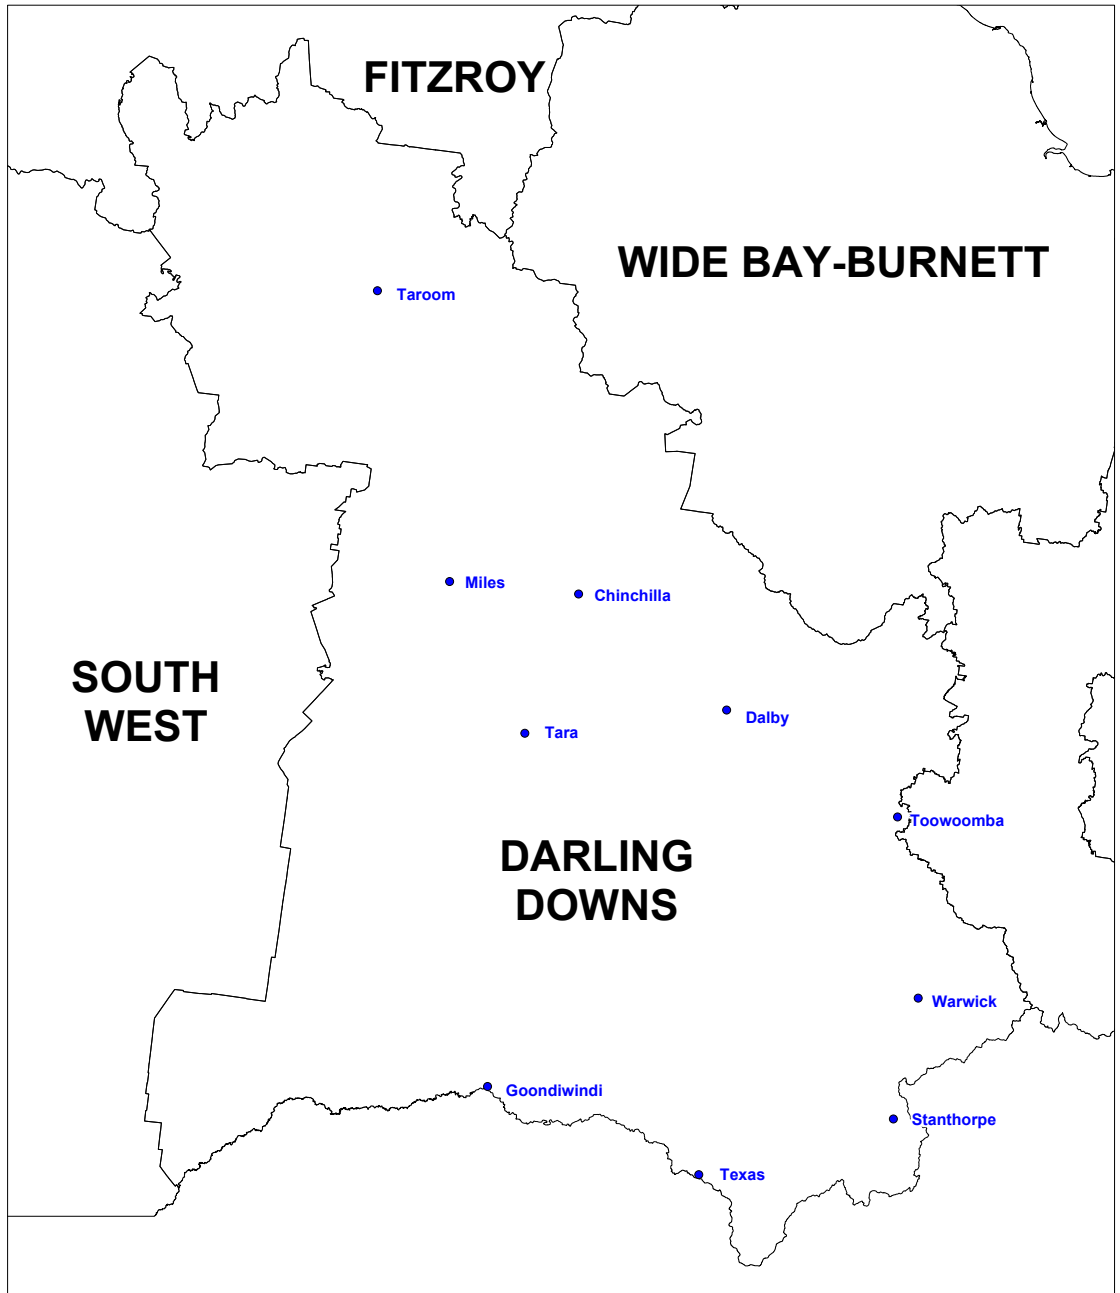 FITZROY
WIDE BAY-BURNETT
Taroom
Miles
Chinchilla
SOUTH
WEST
Dalby
Tara
Toowoomba
DARLING
DOWNS
Warwick
Goondiwindi
Stanthorpe
Texas